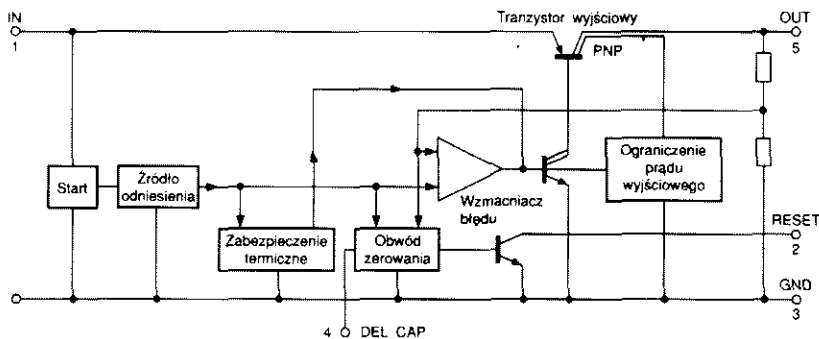 IN
1
Tranzystor wyjściowy
PNP
OUT
5
Start
Źródło
odniesienia
Zabezpieczenie
termiczne
Obwód
zerowania
Wzmacniacz
błędu
Ograniczenie
prądu
wyjściowego
RESET
2
GND
3
4 DEL CAP